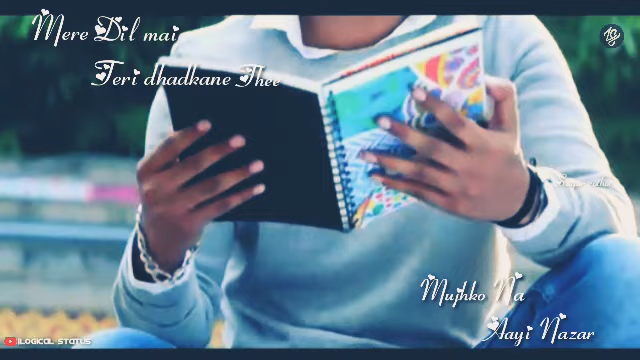 Mere Dil mai
Teri dhadkane Thee
Mujhko Na
Aayi Nazar
LOGICAL STATUS